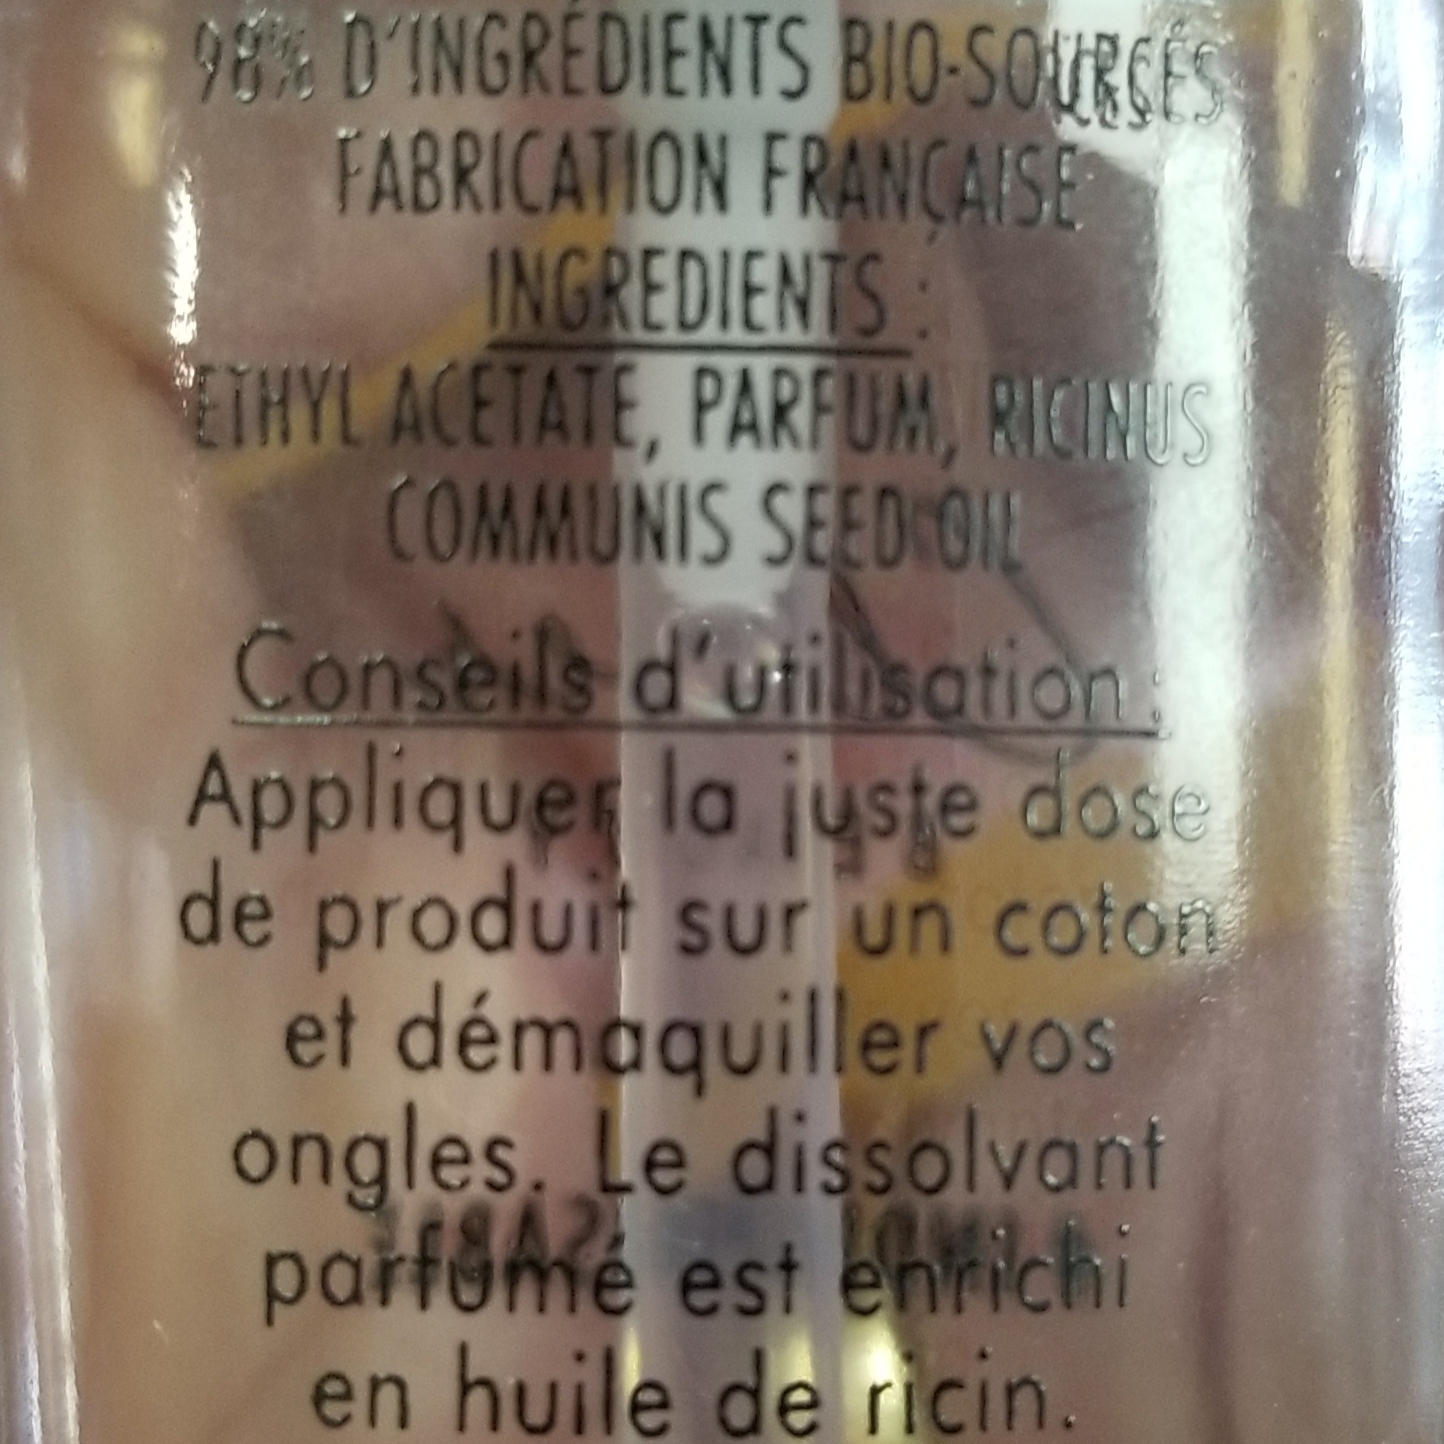 98% D'INGRÉDIENTS BIO-SOURCÉS
FABRICATION FRANÇAISE
INGREDIENTS :
ETHYL ACETATE, PARFUM, RICINUS
COMMUNIS SEED OIL
Conseils d'utilisation :
Appliquer la juste dose
de produit sur un coton
et démaquiller vos
ongles. Le dissolvant
parfumé est enrichi
en huile de ricin.